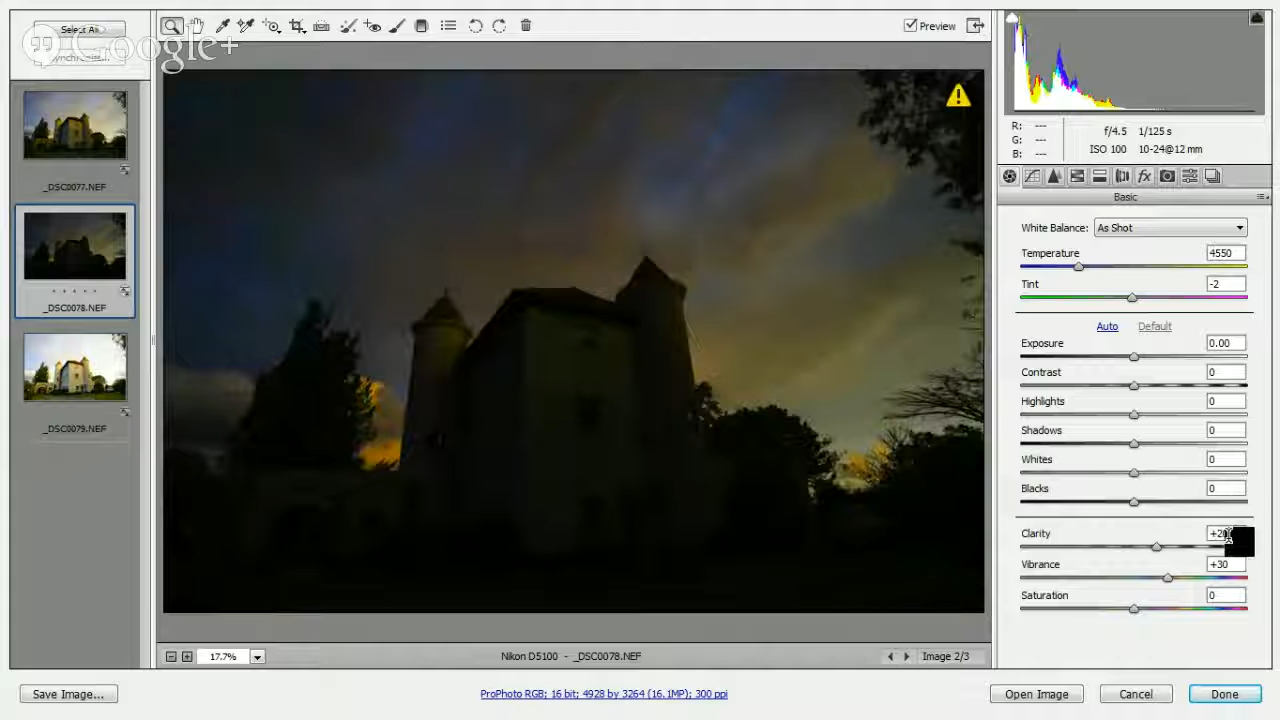 Select All
Synchronize...
Google+
_DSC0077.NEF
_DSC0078.NEF
_DSC0079.NEF
Preview
R: ---
G: ---
B: ---
f/4.5 1/125 s
ISO 100 10-24@12 mm
fx
Basic
White Balance: As Shot
Temperature 4550
Tint -2
Auto Default
Exposure 0.00
Contrast 0
Highlights 0
Shadows 0
Whites 0
Blacks 0
Clarity
Vibrance +30
Saturation 0
17.7%
Nikon D5100 - _DSC0078.NEF
Image 2/3
Save Image...
ProPhoto RGB; 16 bit; 4928 by 3264 (16.1MP); 300 ppi
Open Image
Cancel
Done